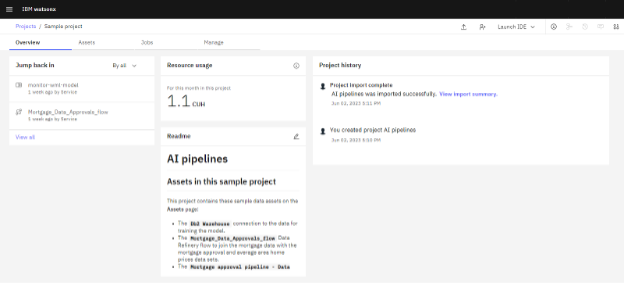 IBM watsonx
Projects / Sample project
Launch IDE
Overview
Assets
Jobs
Manage
Jump back in
By all
monitor-wml-model
1 week ago by Service
Mortgage_Data_Approvals_flow
1 week ago by Service
View all
Resource usage
For this month in this project
1.1 CUH
Readme
AI pipelines
Assets in this sample project
This project contains these sample data assets on the
Assets page:
The Db2 Warehouse connection to the data for
training the model.
The Mortgage_Data_Approvals_flow Data
Refinery flow to join the mortgage data with the
mortgage approval and average area home
prices data sets.
The Mortgage approval pipeline - Data
Project history
Project import complete
AI pipelines was imported successfully. View import summary.
Jun 02, 2023 5:11 PM
You created project AI pipelines
Jun 02, 2023 5:10 PM